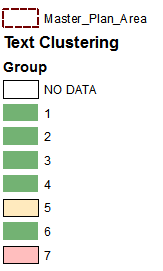 Master_Plan_Area
Text Clustering
Group
NO DATA
1
2
3
4
5
6
7